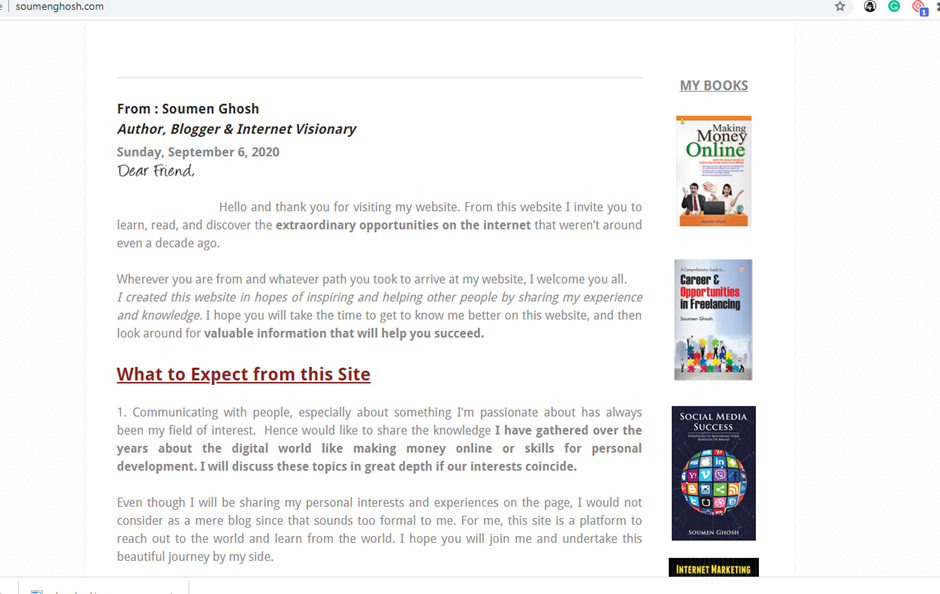 soumenghosh.com
From : Soumen Ghosh
Author, Blogger & Internet Visionary
Sunday, September 6, 2020
Dear Friend,
Hello and thank you for visiting my website. From this website I invite you to
learn, read, and discover the extraordinary opportunities on the internet that weren't around
even a decade ago.
Wherever you are from and whatever path you took to arrive at my website, I welcome you all.
I created this website in hopes of inspiring and helping other people by sharing my experience
and knowledge. I hope you will take the time to get to know me better on this website, and then
look around for valuable information that will help you succeed.
What to Expect from this Site
1. Communicating with people, especially about something I'm passionate about has always
been my field of interest.  Hence would like to share the knowledge I have gathered over the
years about the digital world like making money online or skills for personal
development. I will discuss these topics in great depth if our interests coincide.
Even though I will be sharing my personal interests and experiences on the page, I would not
consider as a mere blog since that sounds too formal to me. For me, this site is a platform to
reach out to the world and learn from the world. I hope you will join me and undertake this
beautiful journey by my side.
MY BOOKS
Making
Money
Online
Soumen Ghosh
A Comprehensive Guide to...
Career &
Opportunities
in Freelancing
Soumen Ghosh
SOCIAL MEDIA
SUCCESS
SOUMEN GHOSH
INTERNET MARKETING